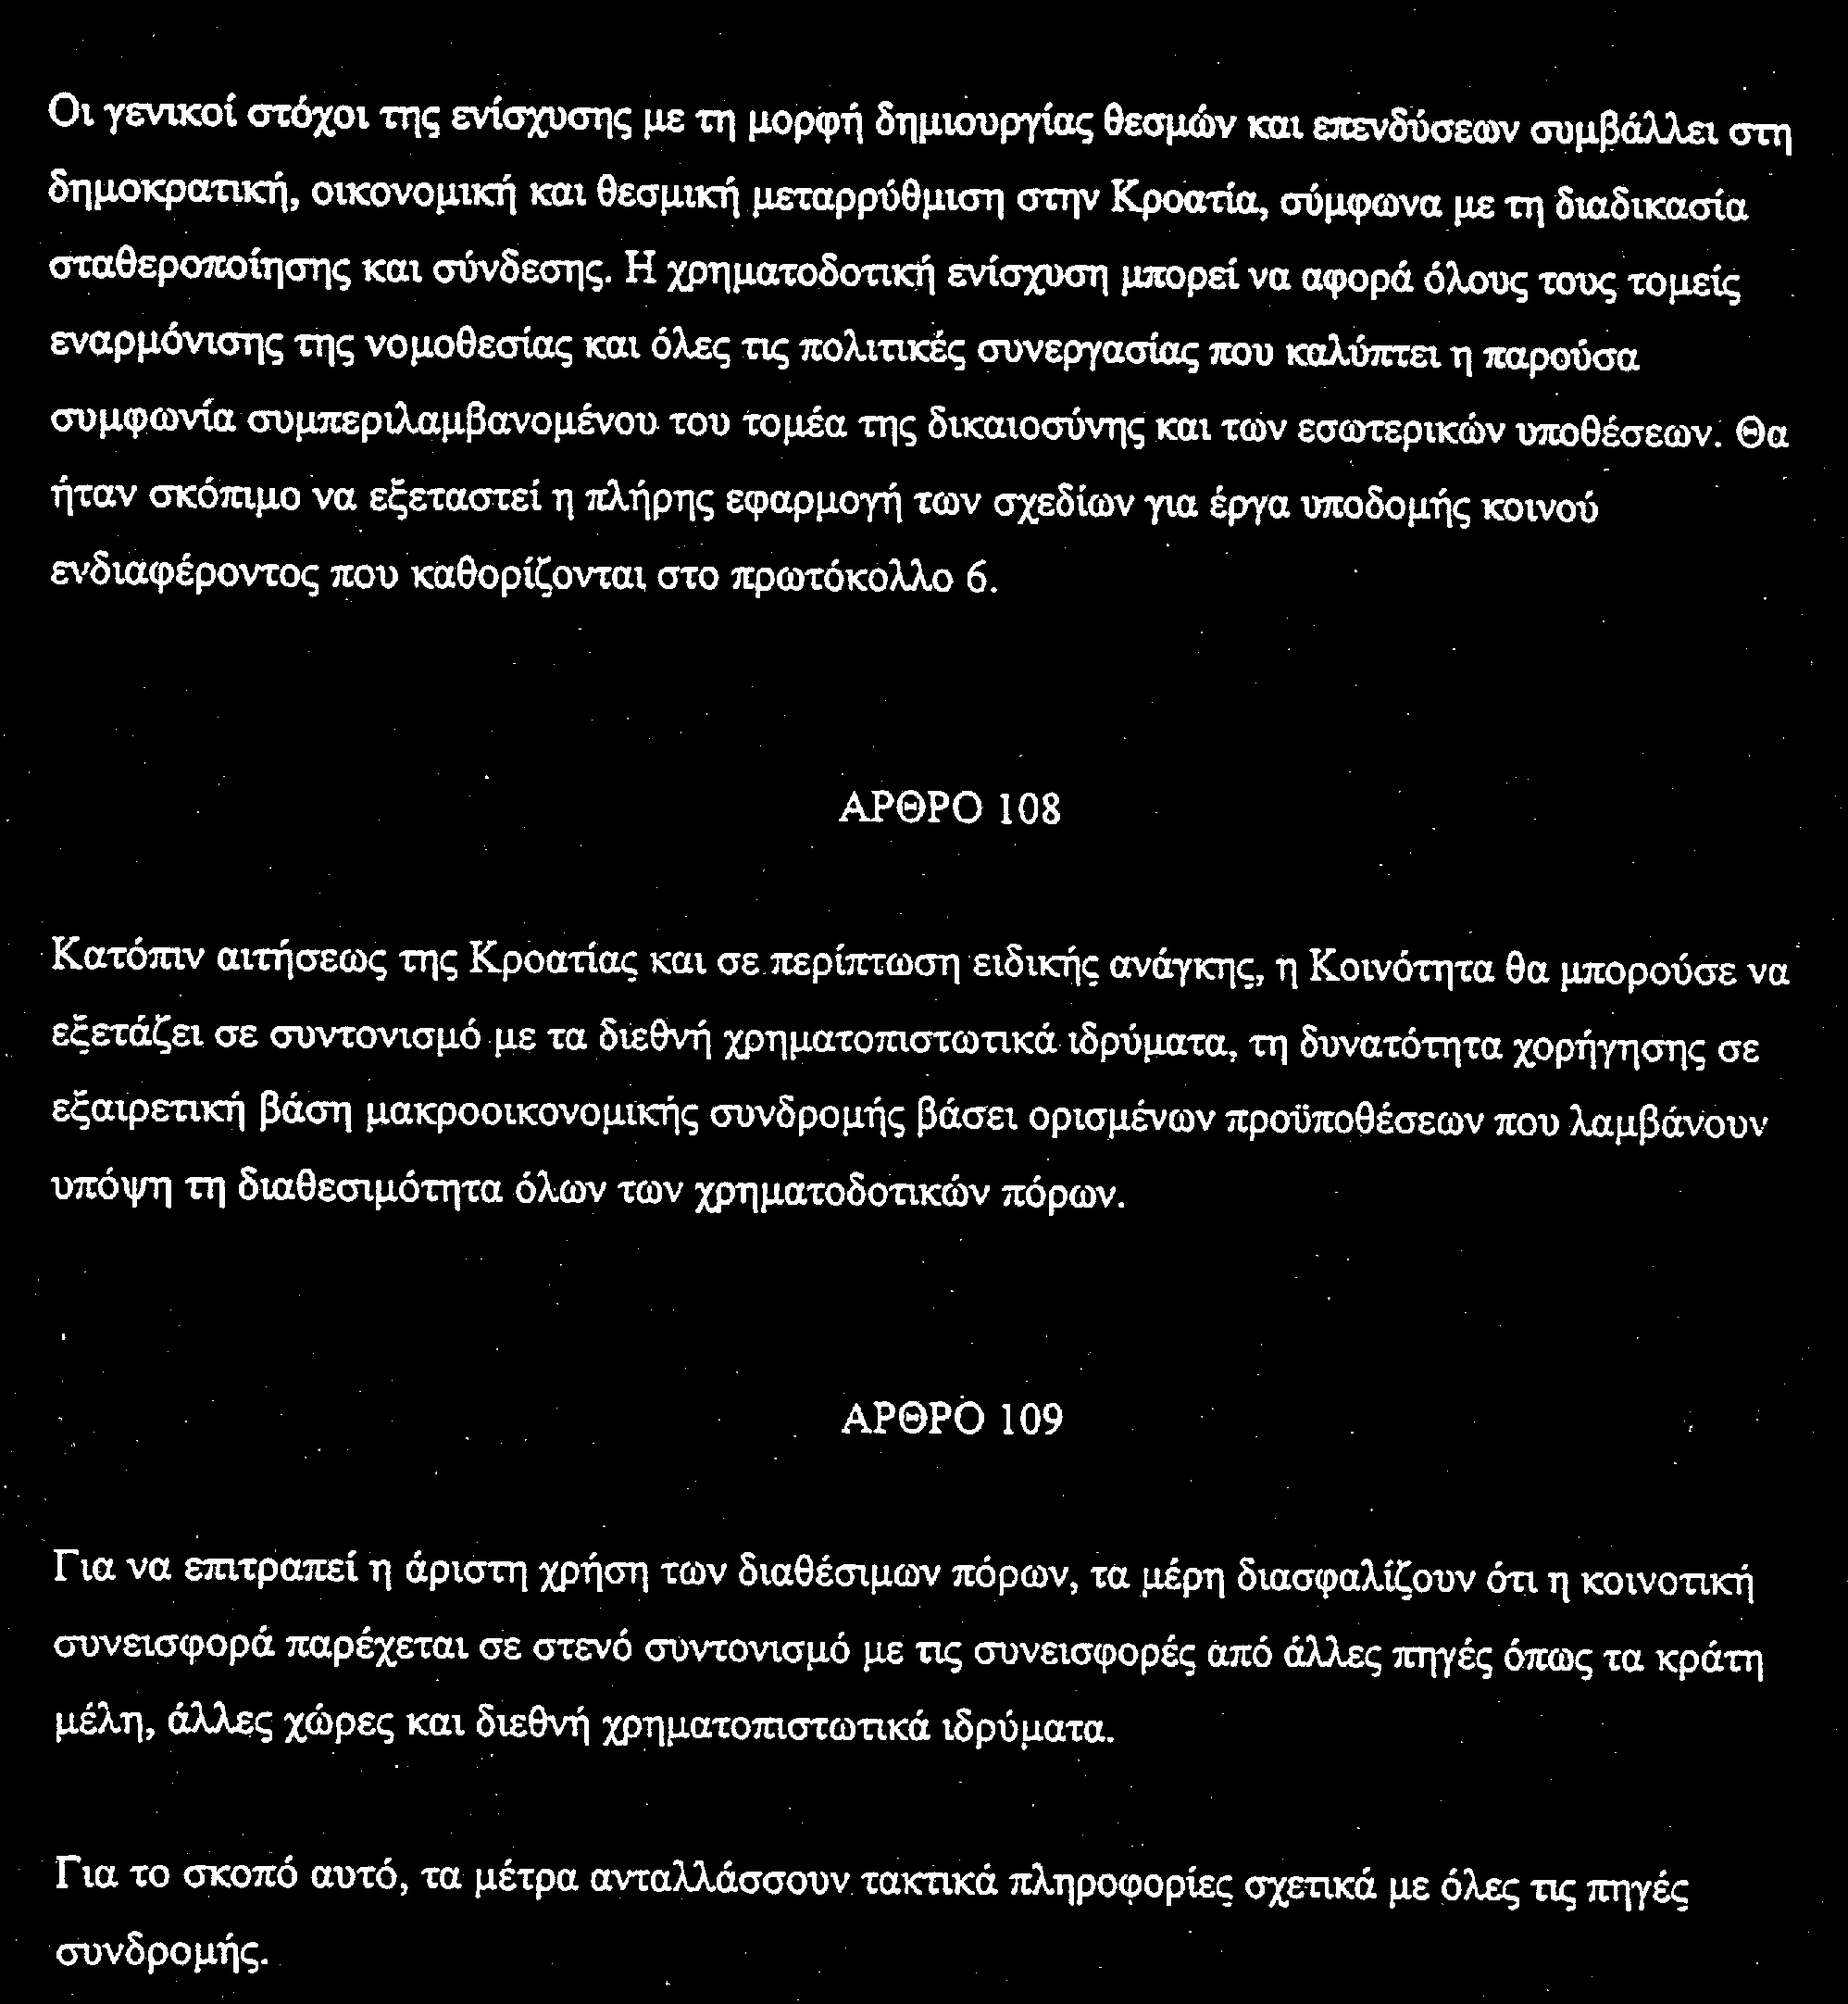 Οι γενικοί στόχοι της ενίσχυσης με τη μορφή δημιουργίας θεσμών και επενδύσεων συμβάλλει στη
δημοκρατική, οικονομική και θεσμική μεταρρύθμιση στην Κροατία, σύμφωνα με τη διαδικασία
σταθεροποίησης και σύνδεσης. Η χρηματοδοτική ενίσχυση μπορεί να αφορά όλους τους τομείς
εναρμόνισης της νομοθεσίας και όλες τις πολιτικές συνεργασίας που καλύπτει η παρούσα
συμφωνία συμπεριλαμβανομένου του τομέα της δικαιοσύνης και των εσωτερικών υποθέσεων. Θα
ήταν σκόπιμο να εξεταστεί η πλήρης εφαρμογή των σχεδίων για έργα υποδομής κοινού
ενδιαφέροντος που καθορίζονται στο πρωτόκολλο 6.
ΑΡΘΡΟ 108
Κατόπιν αιτήσεως της Κροατίας και σε περίπτωση ειδικής ανάγκης, η Κοινότητα θα μπορούσε να
εξετάζει σε συντονισμό με τα διεθνή χρηματοπιστωτικά ιδρύματα, τη δυνατότητα χορήγησης σε
εξαιρετική βάση μακροοικονομικής συνδρομής βάσει ορισμένων προϋποθέσεων που λαμβάνουν
υπόψη τη διαθεσιμότητα όλων των χρηματοδοτικών πόρων.
ΑΡΘΡΟ 109
Για να επιτραπεί η άριστη χρήση των διαθέσιμων πόρων, τα μέρη διασφαλίζουν ότι η κοινοτική
συνεισφορά παρέχεται σε στενό συντονισμό με τις συνεισφορές από άλλες πηγές όπως τα κράτη
μέλη, άλλες χώρες και διεθνή χρηματοπιστωτικά ιδρύματα.
Για το σκοπό αυτό, τα μέτρα ανταλλάσσουν τακτικά πληροφορίες σχετικά με όλες τις πηγές
συνδρομής.